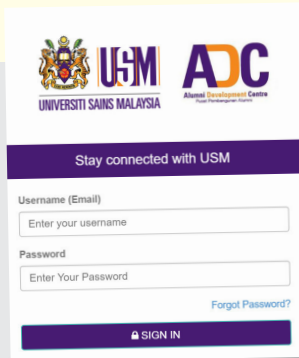 USM
UNIVERSITI SAINS MALAYSIA
ADC
Alumni Development Centre
Pusat Pembangunan Alumni
Stay connected with USM
Username (Email)
Enter your username
Password
Enter Your Password
Forgot Password?
SIGN IN